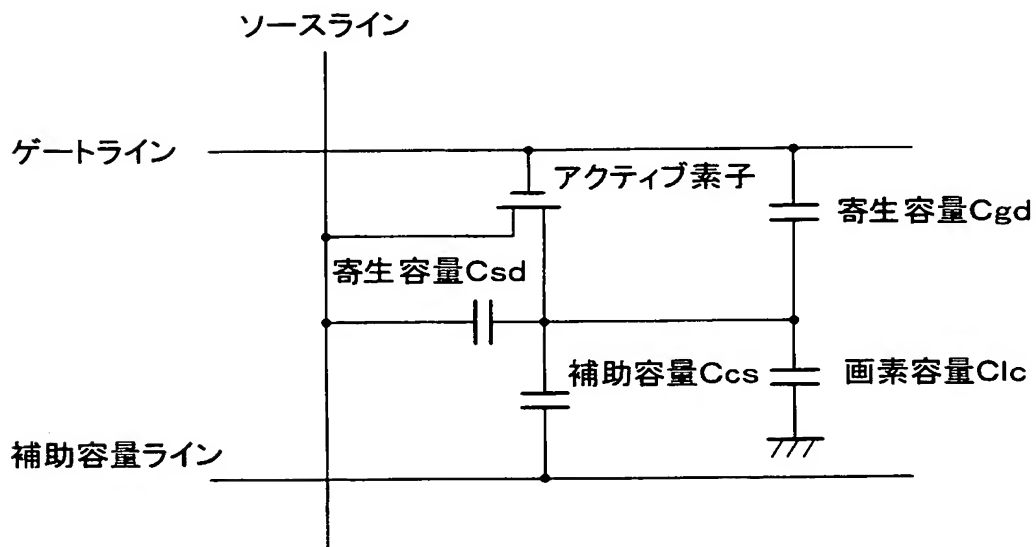 ソースライン
ゲートライン
アクティブ素子
寄生容量Cgd
寄生容量Csd
補助容量Ccs
画素容量Clc
補助容量ライン